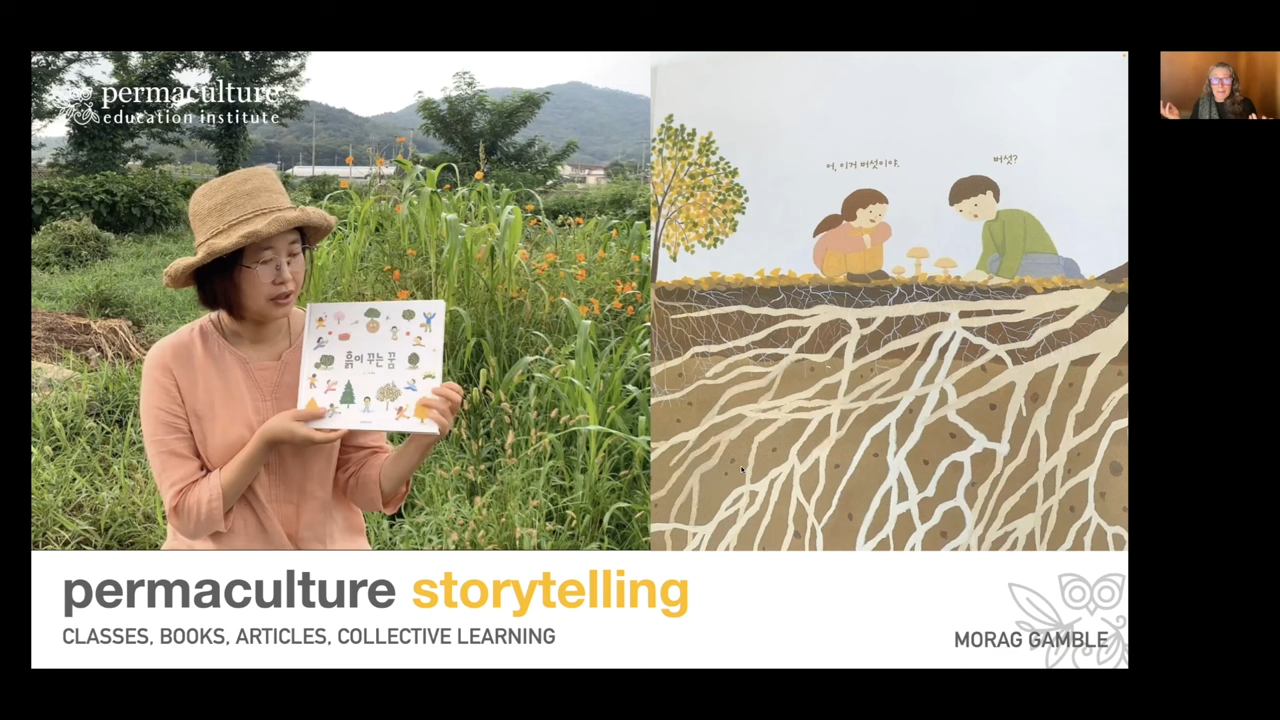 permaculture
education institute
흙이 꾸는 꿈
어, 이거 버섯이야.
버섯?
permaculture storytelling
CLASSES, BOOKS, ARTICLES, COLLECTIVE LEARNING
MORAG GAMBLE